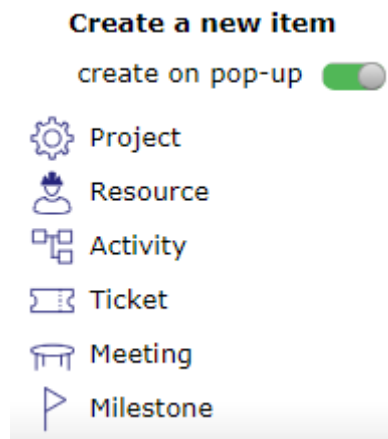 Create a new item
create on pop-up
Project
Resource
Activity
Ticket
Meeting
Milestone